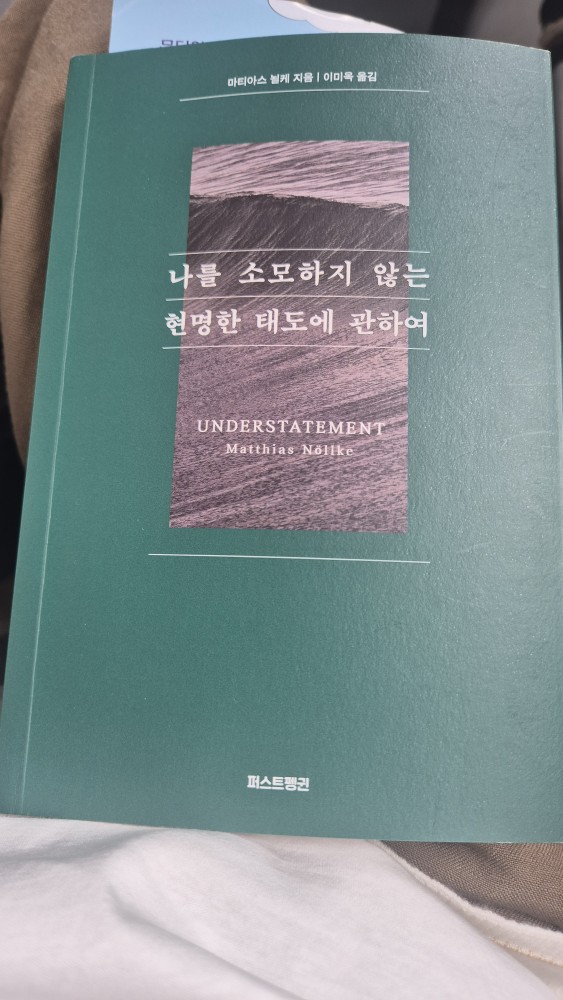 마티아스 뇔케 지음 | 이미옥 옮김
나를 소모하지 않는
현명한 태도에 관하여
UNDERSTATEMENT
Matthias Nöllke
퍼스트펭귄